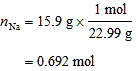 n_Na = 15.9 g × 1 mol / 22.99 g
= 0.692 mol